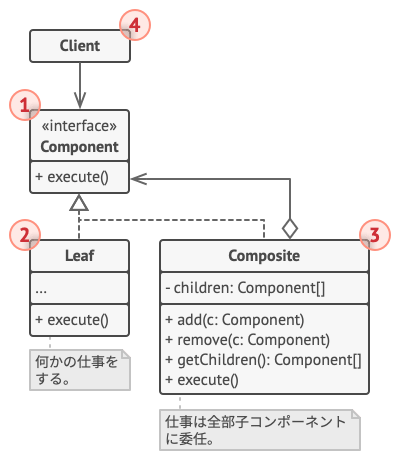 4
Client
1
«interface»
Component
+ execute()
2
Leaf
...
+ execute()
何かの仕事を
する。
3
Composite
- children: Component[]
+ add(c: Component)
+ remove(c: Component)
+ getChildren(): Component[]
+ execute()
仕事は全部子コンポーネント
に委任。